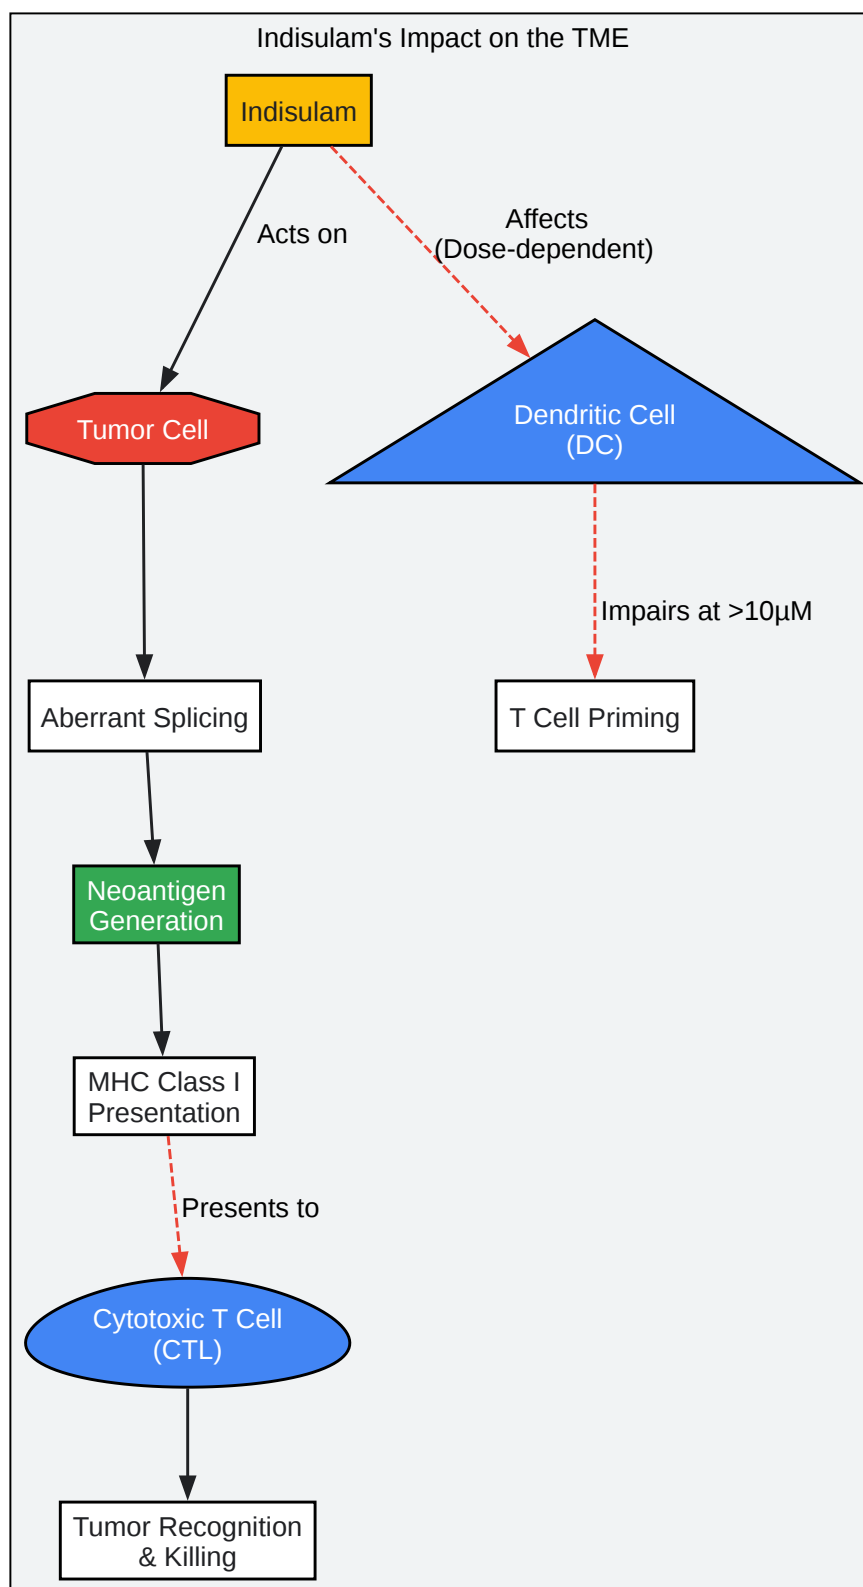 Indisulam's Impact on the TME
Indisulam
Acts on
Affects
(Dose-dependent)
Tumor Cell
Dendritic Cell
(DC)
Impairs at >10µM
Aberrant Splicing
T Cell Priming
Neoantigen
Generation
MHC Class I
Presentation
Presents to
Cytotoxic T Cell
(CTL)
Tumor Recognition
& Killing